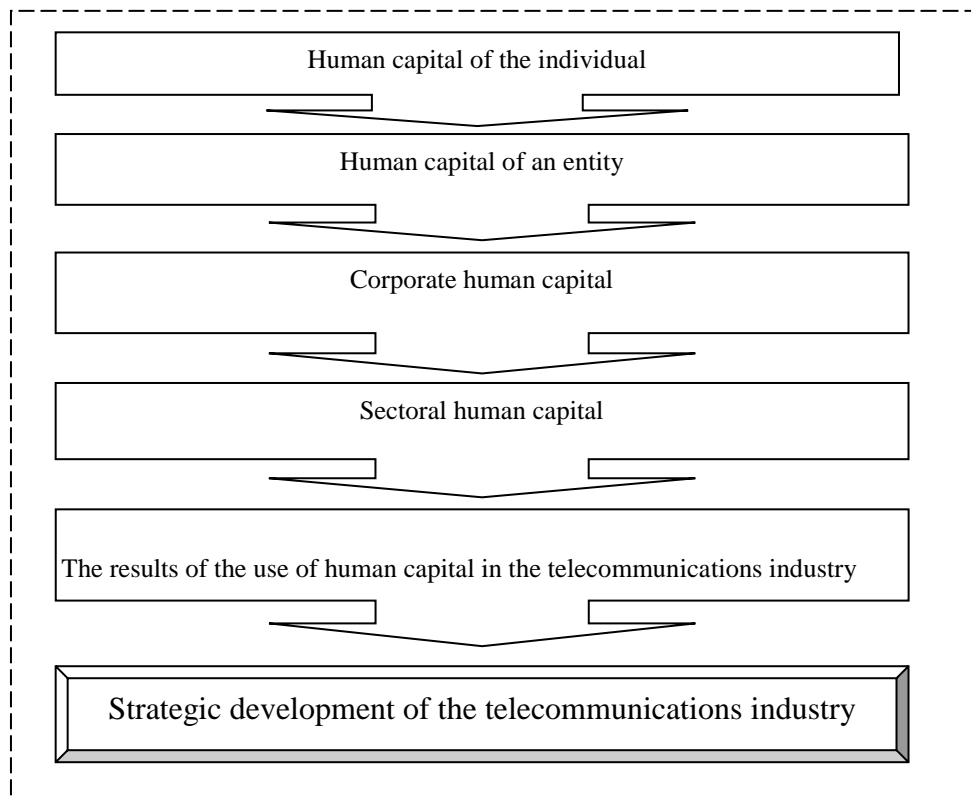 Human capital of the individual
Human capital of an entity
Corporate human capital
Sectoral human capital
The results of the use of human capital in the telecommunications industry
Strategic development of the telecommunications industry